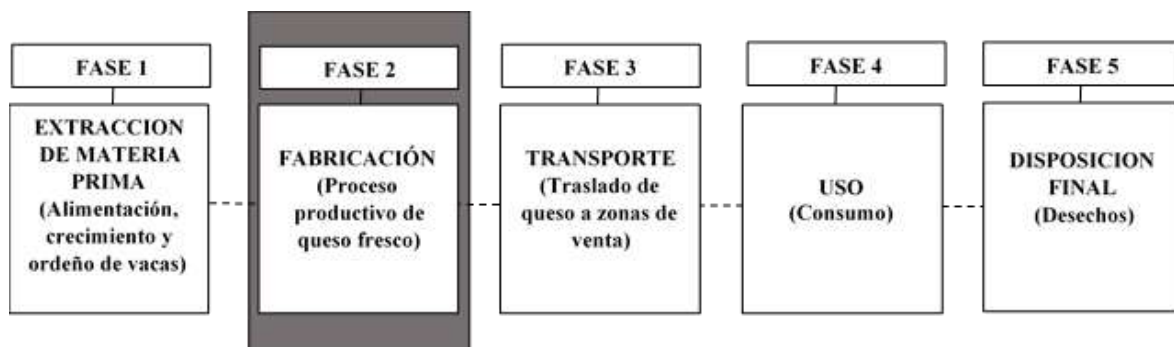 FASE 1
EXTRACCION
DE MATERIA
PRIMA
(Alimentación,
crecimiento y
ordeño de vacas)
FASE 2
FABRICACIÓN
(Proceso
productivo de
queso fresco)
FASE 3
TRANSPORTE
(Traslado de
queso a zonas de
venta)
FASE 4
USO
(Consumo)
FASE 5
DISPOSICION
FINAL
(Desechos)